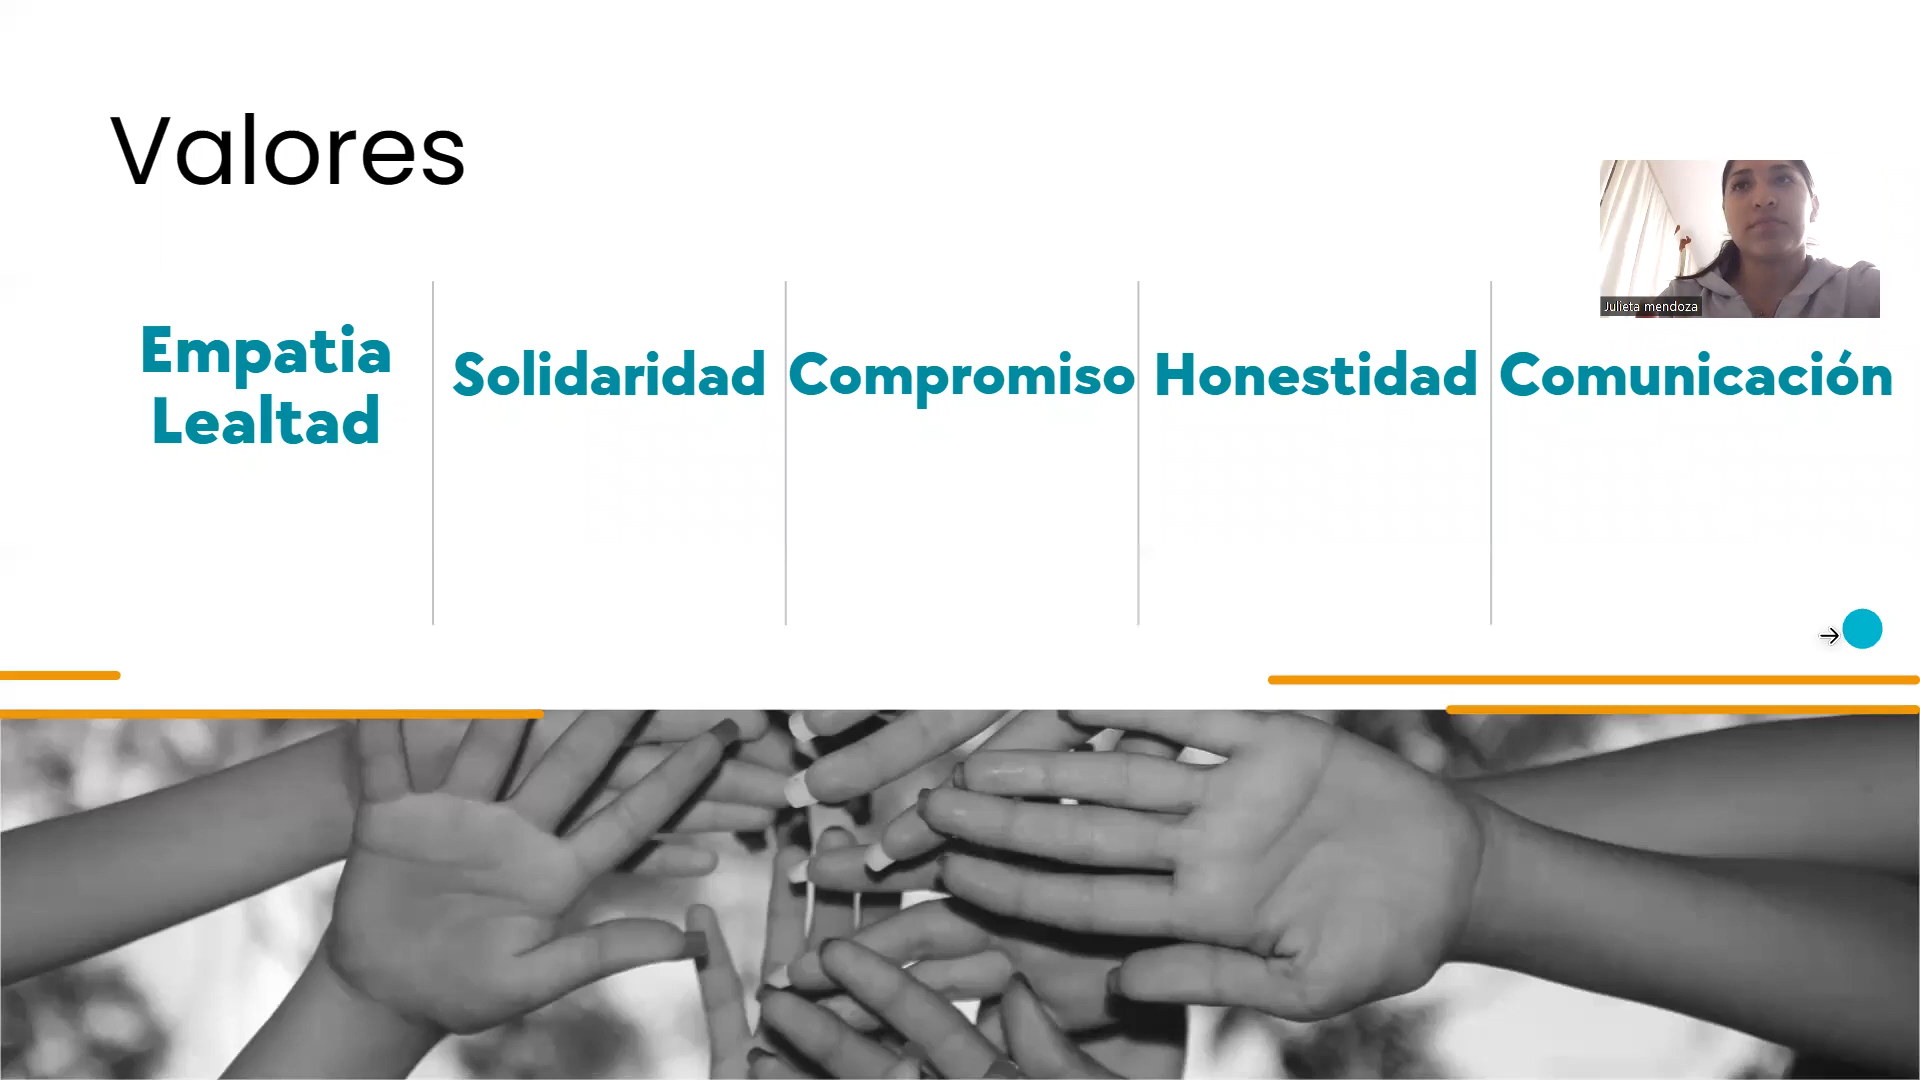 Valores
Julieta mendoza
Empatia
Lealtad
Solidaridad
Compromiso
Honestidad
Comunicación